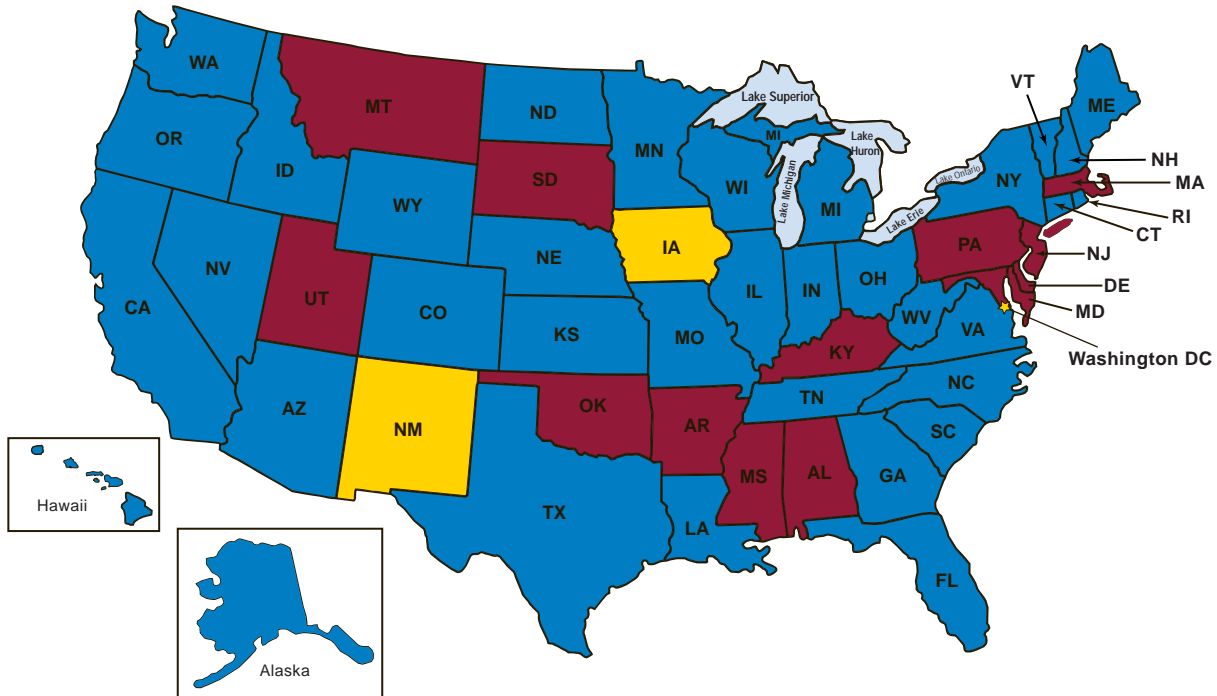 WA
MT
ND
MN
Lake Superior
MI
Lake
Huron
VT
ME
OR
ID
SD
WI
Lake Michigan
MI
Lake Ontario
NY
NH
MA
RI
CT
WY
IA
Lake Erie
PA
NJ
NV
NE
IL
IN
OH
DE
MD
UT
CO
WV
VA
CA
KS
MO
KY
Washington DC
NC
TN
AZ
NM
OK
AR
SC
MS
AL
GA
Hawaii
TX
LA
FL
Alaska